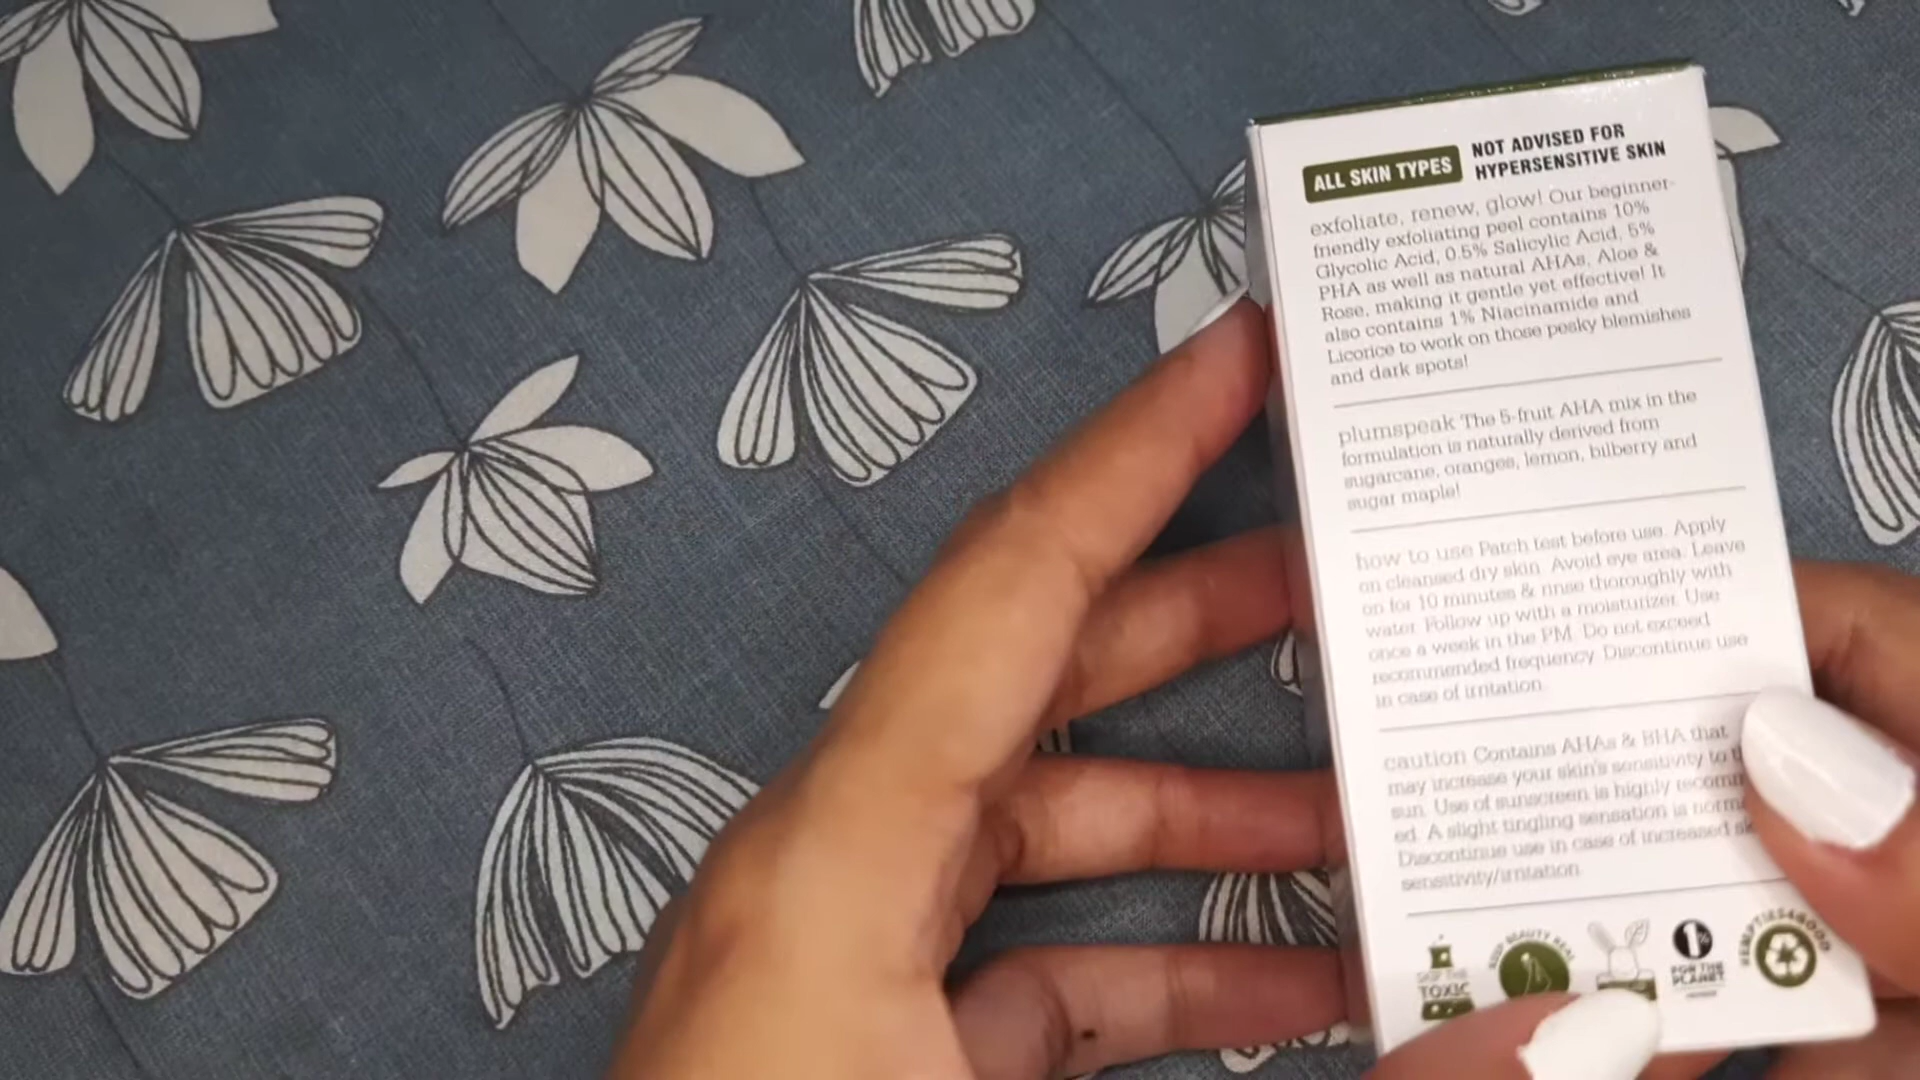 ALL SKIN TYPES
NOT ADVISED FOR
HYPERSENSITIVE SKIN
exfoliate, renew, glow! Our beginner-
friendly exfoliating peel contains 10%
Glycolic Acid, 0.5% Salicylic Acid, 5%
PHA as well as natural AHAs, Aloe &
Rose, making it gentle yet effective! It
also contains 1% Niacinamide and
Licorice to work on those pesky blemishes
and dark spots!
plumspeak The 5-fruit AHA mix in the
formulation is naturally derived from
sugarcane, oranges, lemon, bilberry and
sugar maple!
how to use Patch test before use. Apply
on cleansed dry skin. Avoid eye area. Leave
on for 10 minutes & rinse thoroughly with
water. Follow up with a moisturizer. Use
once a week in the PM. Do not exceed
recommended frequency. Discontinue use
in case of irritation.
caution Contains AHAs & BHA that
may increase your skin's sensitivity to
sun. Use of sunscreen is highly recomm
ed. A slight tingling sensation is norm
Discontinue use in case of increased sk
sensitivity/irritation.
SKIP THE
TOXIC
KEEP BEAUTY REAL
1%
FOR THE
PLANET
EMPTIES4GOOD